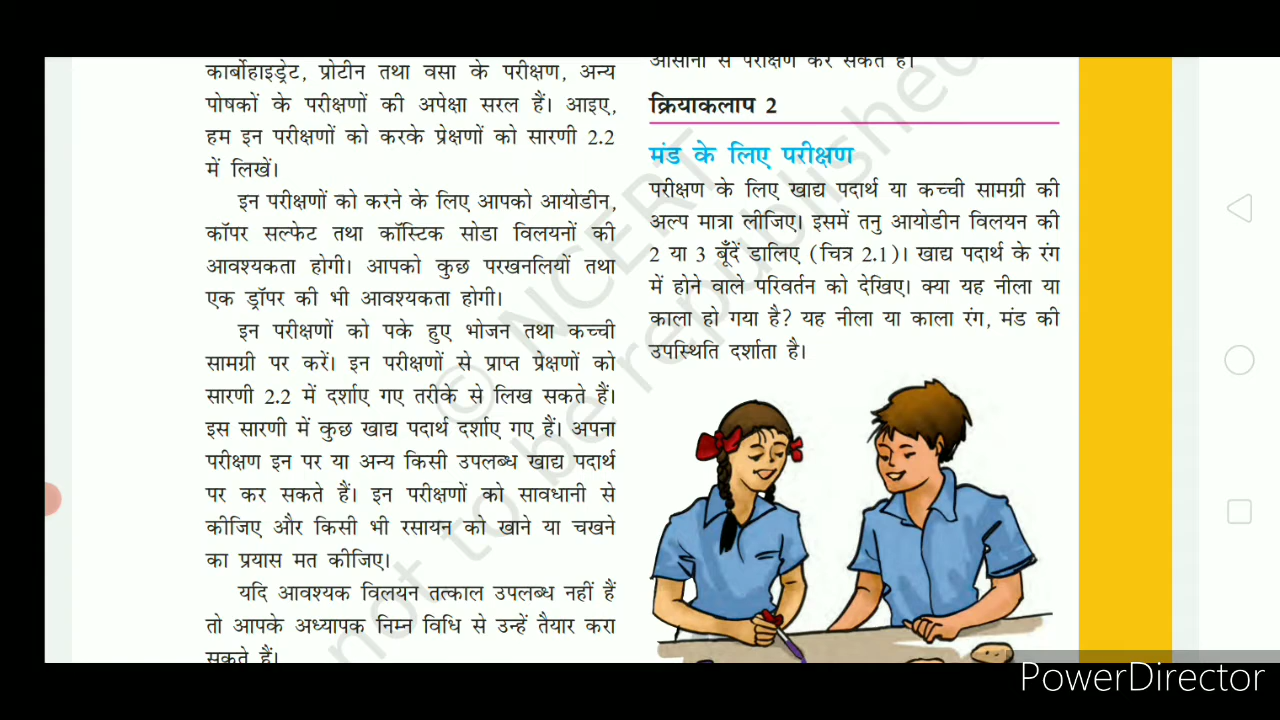 कार्बोहाइड्रेट, प्रोटीन तथा वसा के परीक्षण, अन्य
पोषकों के परीक्षणों की अपेक्षा सरल हैं। आइए,
हम इन परीक्षणों को करके प्रेक्षणों को सारणी 2.2
में लिखें।
इन परीक्षणों को करने के लिए आपको आयोडीन,
कॉपर सल्फेट तथा कॉस्टिक सोडा विलयनों की
आवश्यकता होगी। आपको कुछ परखनलियों तथा
एक ड्रॉपर की भी आवश्यकता होगी।
इन परीक्षणों को पके हुए भोजन तथा कच्ची
सामग्री पर करें। इन परीक्षणों से प्राप्त प्रेक्षणों को
सारणी 2.2 में दर्शाए गए तरीके से लिख सकते हैं।
इस सारणी में कुछ खाद्य पदार्थ दर्शाए गए हैं। अपना
परीक्षण इन पर या अन्य किसी उपलब्ध खाद्य पदार्थ
पर कर सकते हैं। इन परीक्षणों को सावधानी से
कीजिए और किसी भी रसायन को खाने या चखने
का प्रयास मत कीजिए।
यदि आवश्यक विलयन तत्काल उपलब्ध नहीं हैं
तो आपके अध्यापक निम्न विधि से उन्हें तैयार करा
सकते हैं।
आसानी से परीक्षण कर सकते हैं।
क्रियाकलाप 2
मंड के लिए परीक्षण
परीक्षण के लिए खाद्य पदार्थ या कच्ची सामग्री की
अल्प मात्रा लीजिए। इसमें तनु आयोडीन विलयन की
2 या 3 बूँदें डालिए (चित्र 2.1)। खाद्य पदार्थ के रंग
में होने वाले परिवर्तन को देखिए। क्या यह नीला या
काला हो गया है? यह नीला या काला रंग, मंड की
उपस्थिति दर्शाता है।
© NCERT
not to be republished
PowerDirector